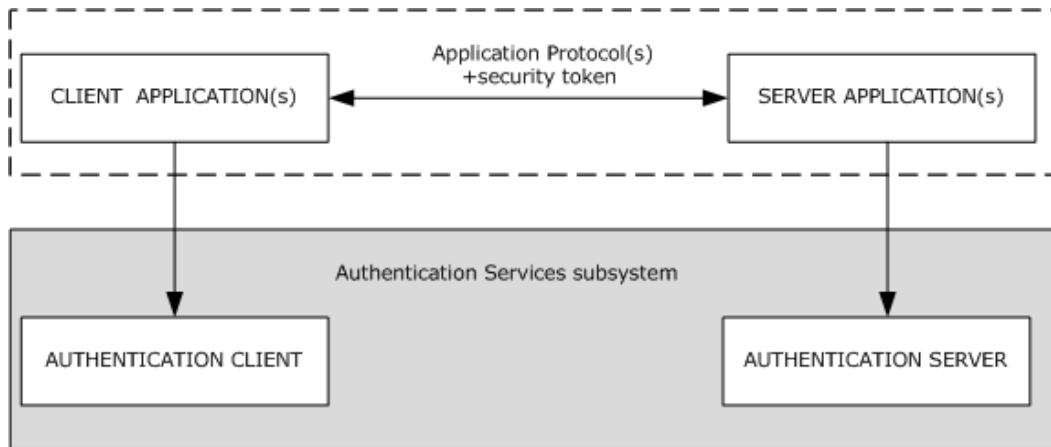 Application Protocol(s)
+security token
CLIENT APPLICATION(s)
SERVER APPLICATION(s)
Authentication Services subsystem
AUTHENTICATION CLIENT
AUTHENTICATION SERVER